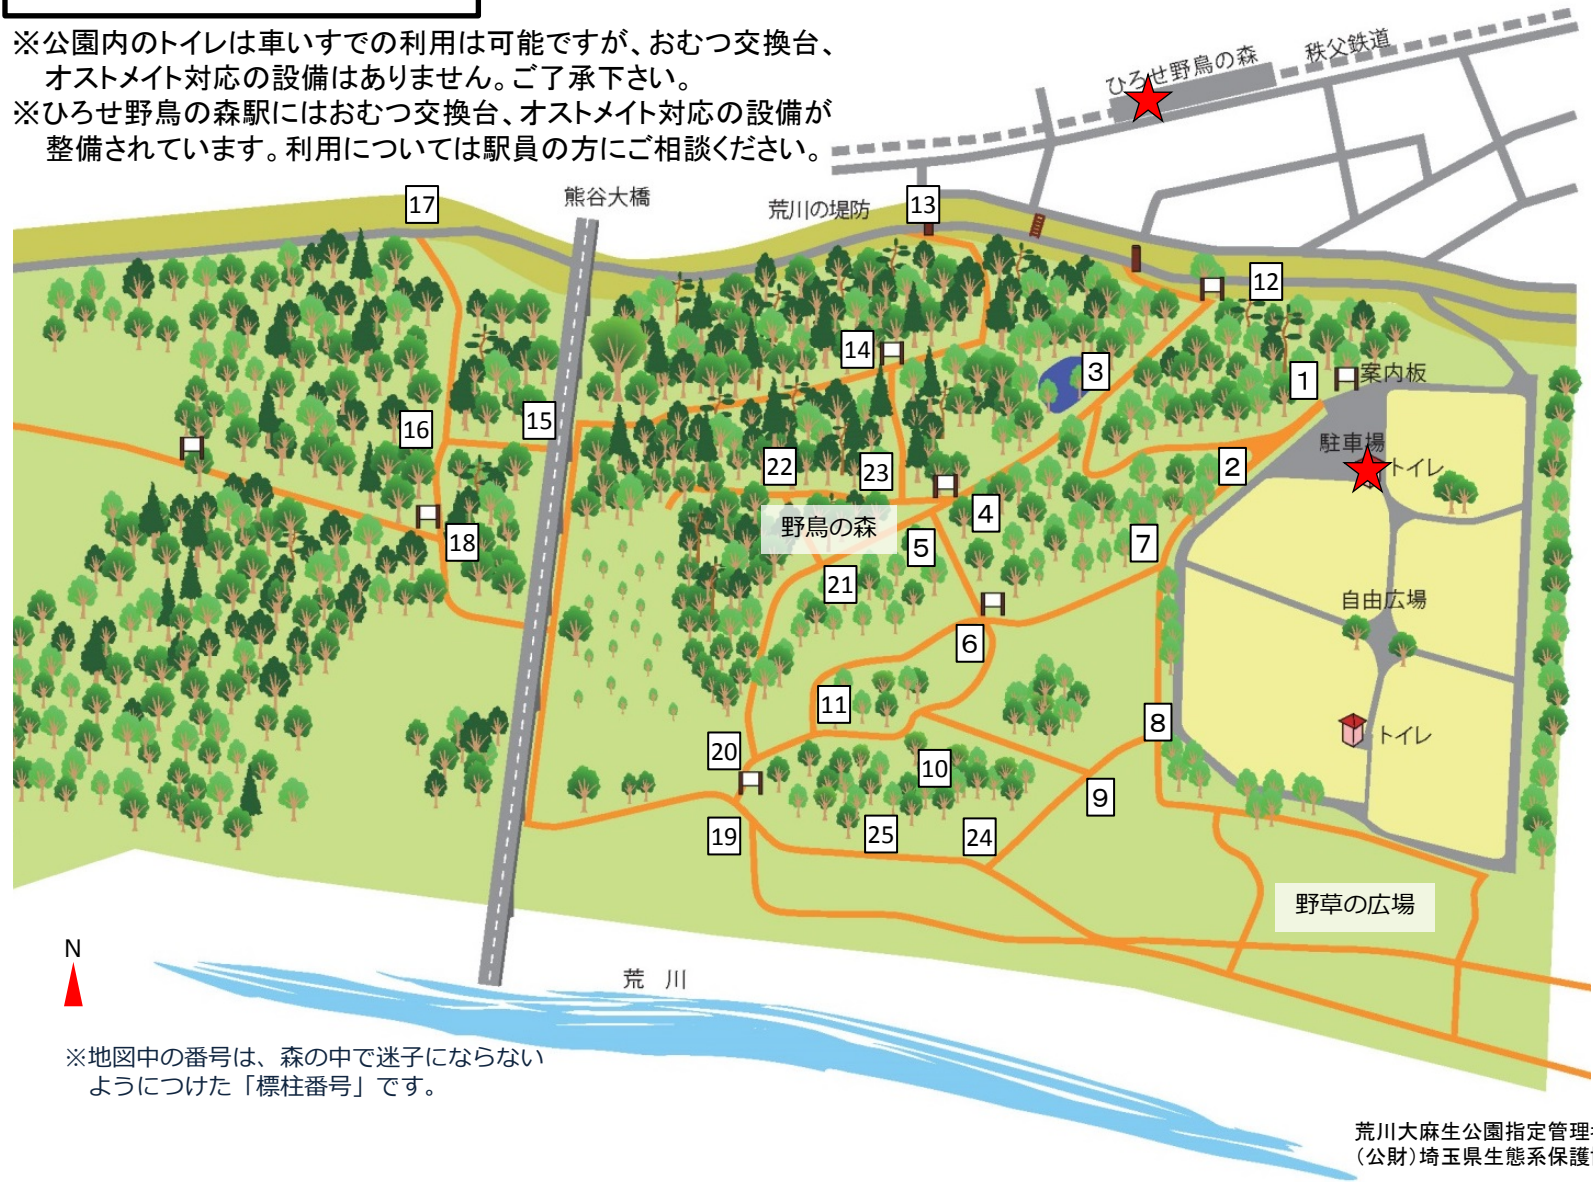 ※公園内のトイレは車いすでの利用は可能ですが、おむつ交換台、
オストメイト対応の設備はありません。ご了承下さい。
※ひろせ野鳥の森駅にはおむつ交換台、オストメイト対応の設備が
整備されています。利用については駅員の方にご相談ください。
ひろせ野鳥の森
秩父鉄道
熊谷大橋
荒川の堤防
17
13
12
14
3
1
案内板
駐車場
トイレ
16
15
22
23
2
4
野鳥の森
5
18
7
21
自由広場
6
11
8
トイレ
20
10
9
19
25
24
野草の広場
N
荒 川
※地図中の番号は、森の中で迷子にならない
ようにつけた「標柱番号」です。
荒川大麻生公園指定管理
(公財)埼玉県生態系保護